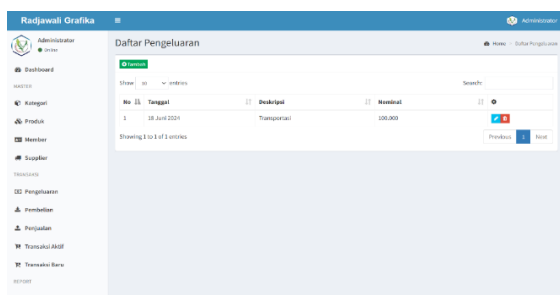 Radjawali Grafika
Administrator
Administrator
Online
Daftar Pengeluaran
Home
Daftar Pengeluaran
Dashboard
Tambah
MASTER
Show 10 entries
Search:
Kategori
No Tanggal Deskripsi Nominal
Produk
1 18 Juni 2024 Transportasi 100.000
Member
Showing 1 to 1 of 1 entries
Previous 1 Next
Supplier
TRANSAKSI
Pengeluaran
Pembelian
Penjualan
Transaksi Aktif
Transaksi Baru
REPORT